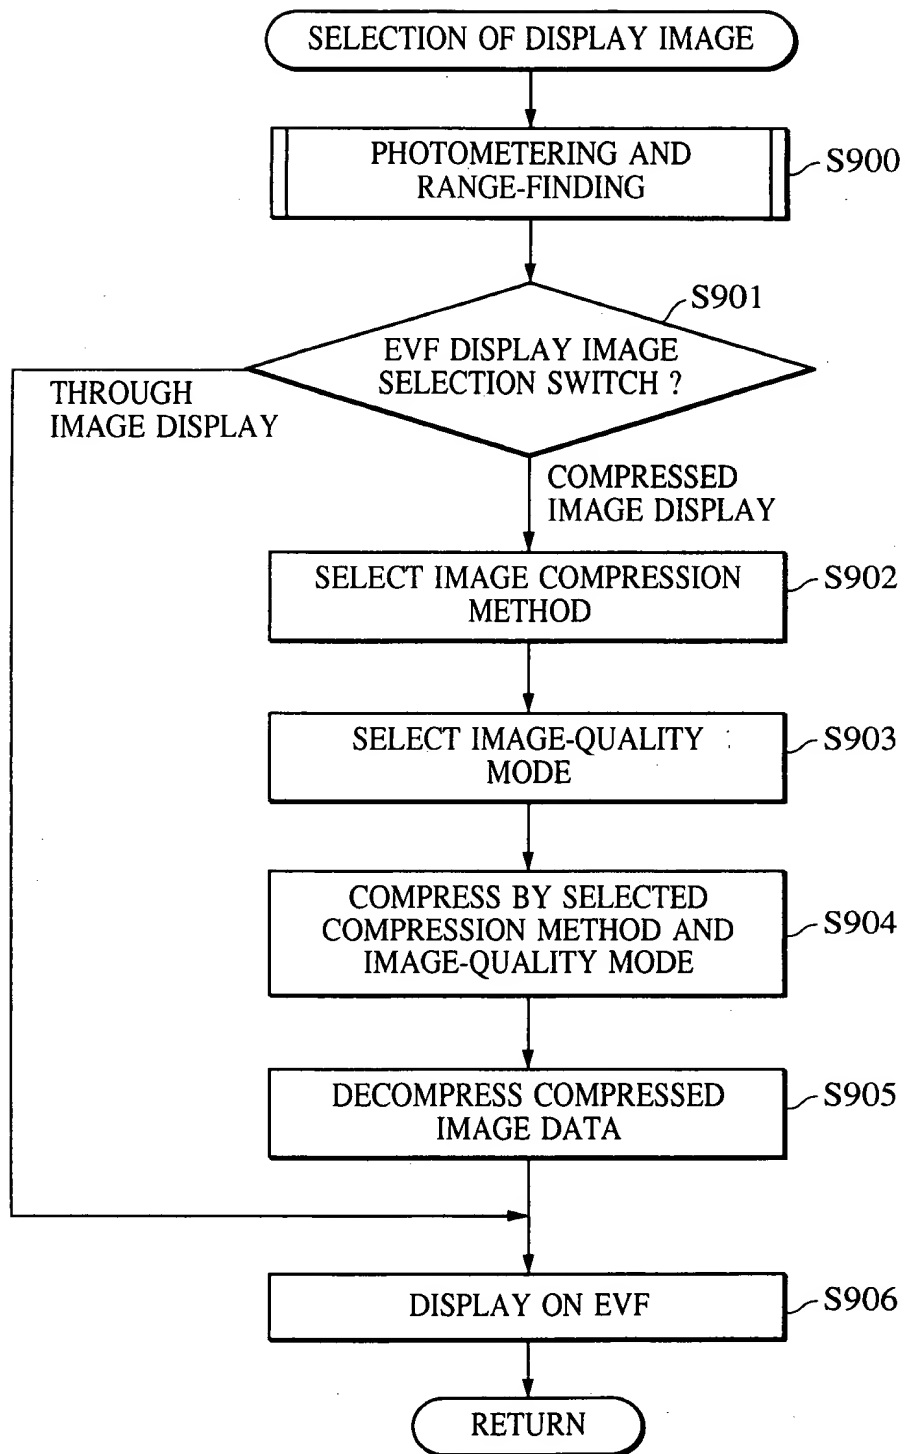 SELECTION OF DISPLAY IMAGE
PHOTOMETERING AND
RANGE-FINDING
S900
S901
EVF DISPLAY IMAGE
SELECTION SWITCH ?
THROUGH
IMAGE DISPLAY
COMPRESSED
IMAGE DISPLAY
SELECT IMAGE COMPRESSION
METHOD
S902
SELECT IMAGE-QUALITY
MODE
S903
COMPRESS BY SELECTED
COMPRESSION METHOD AND
IMAGE-QUALITY MODE
S904
DECOMPRESS COMPRESSED
IMAGE DATA
S905
DISPLAY ON EVF
S906
RETURN